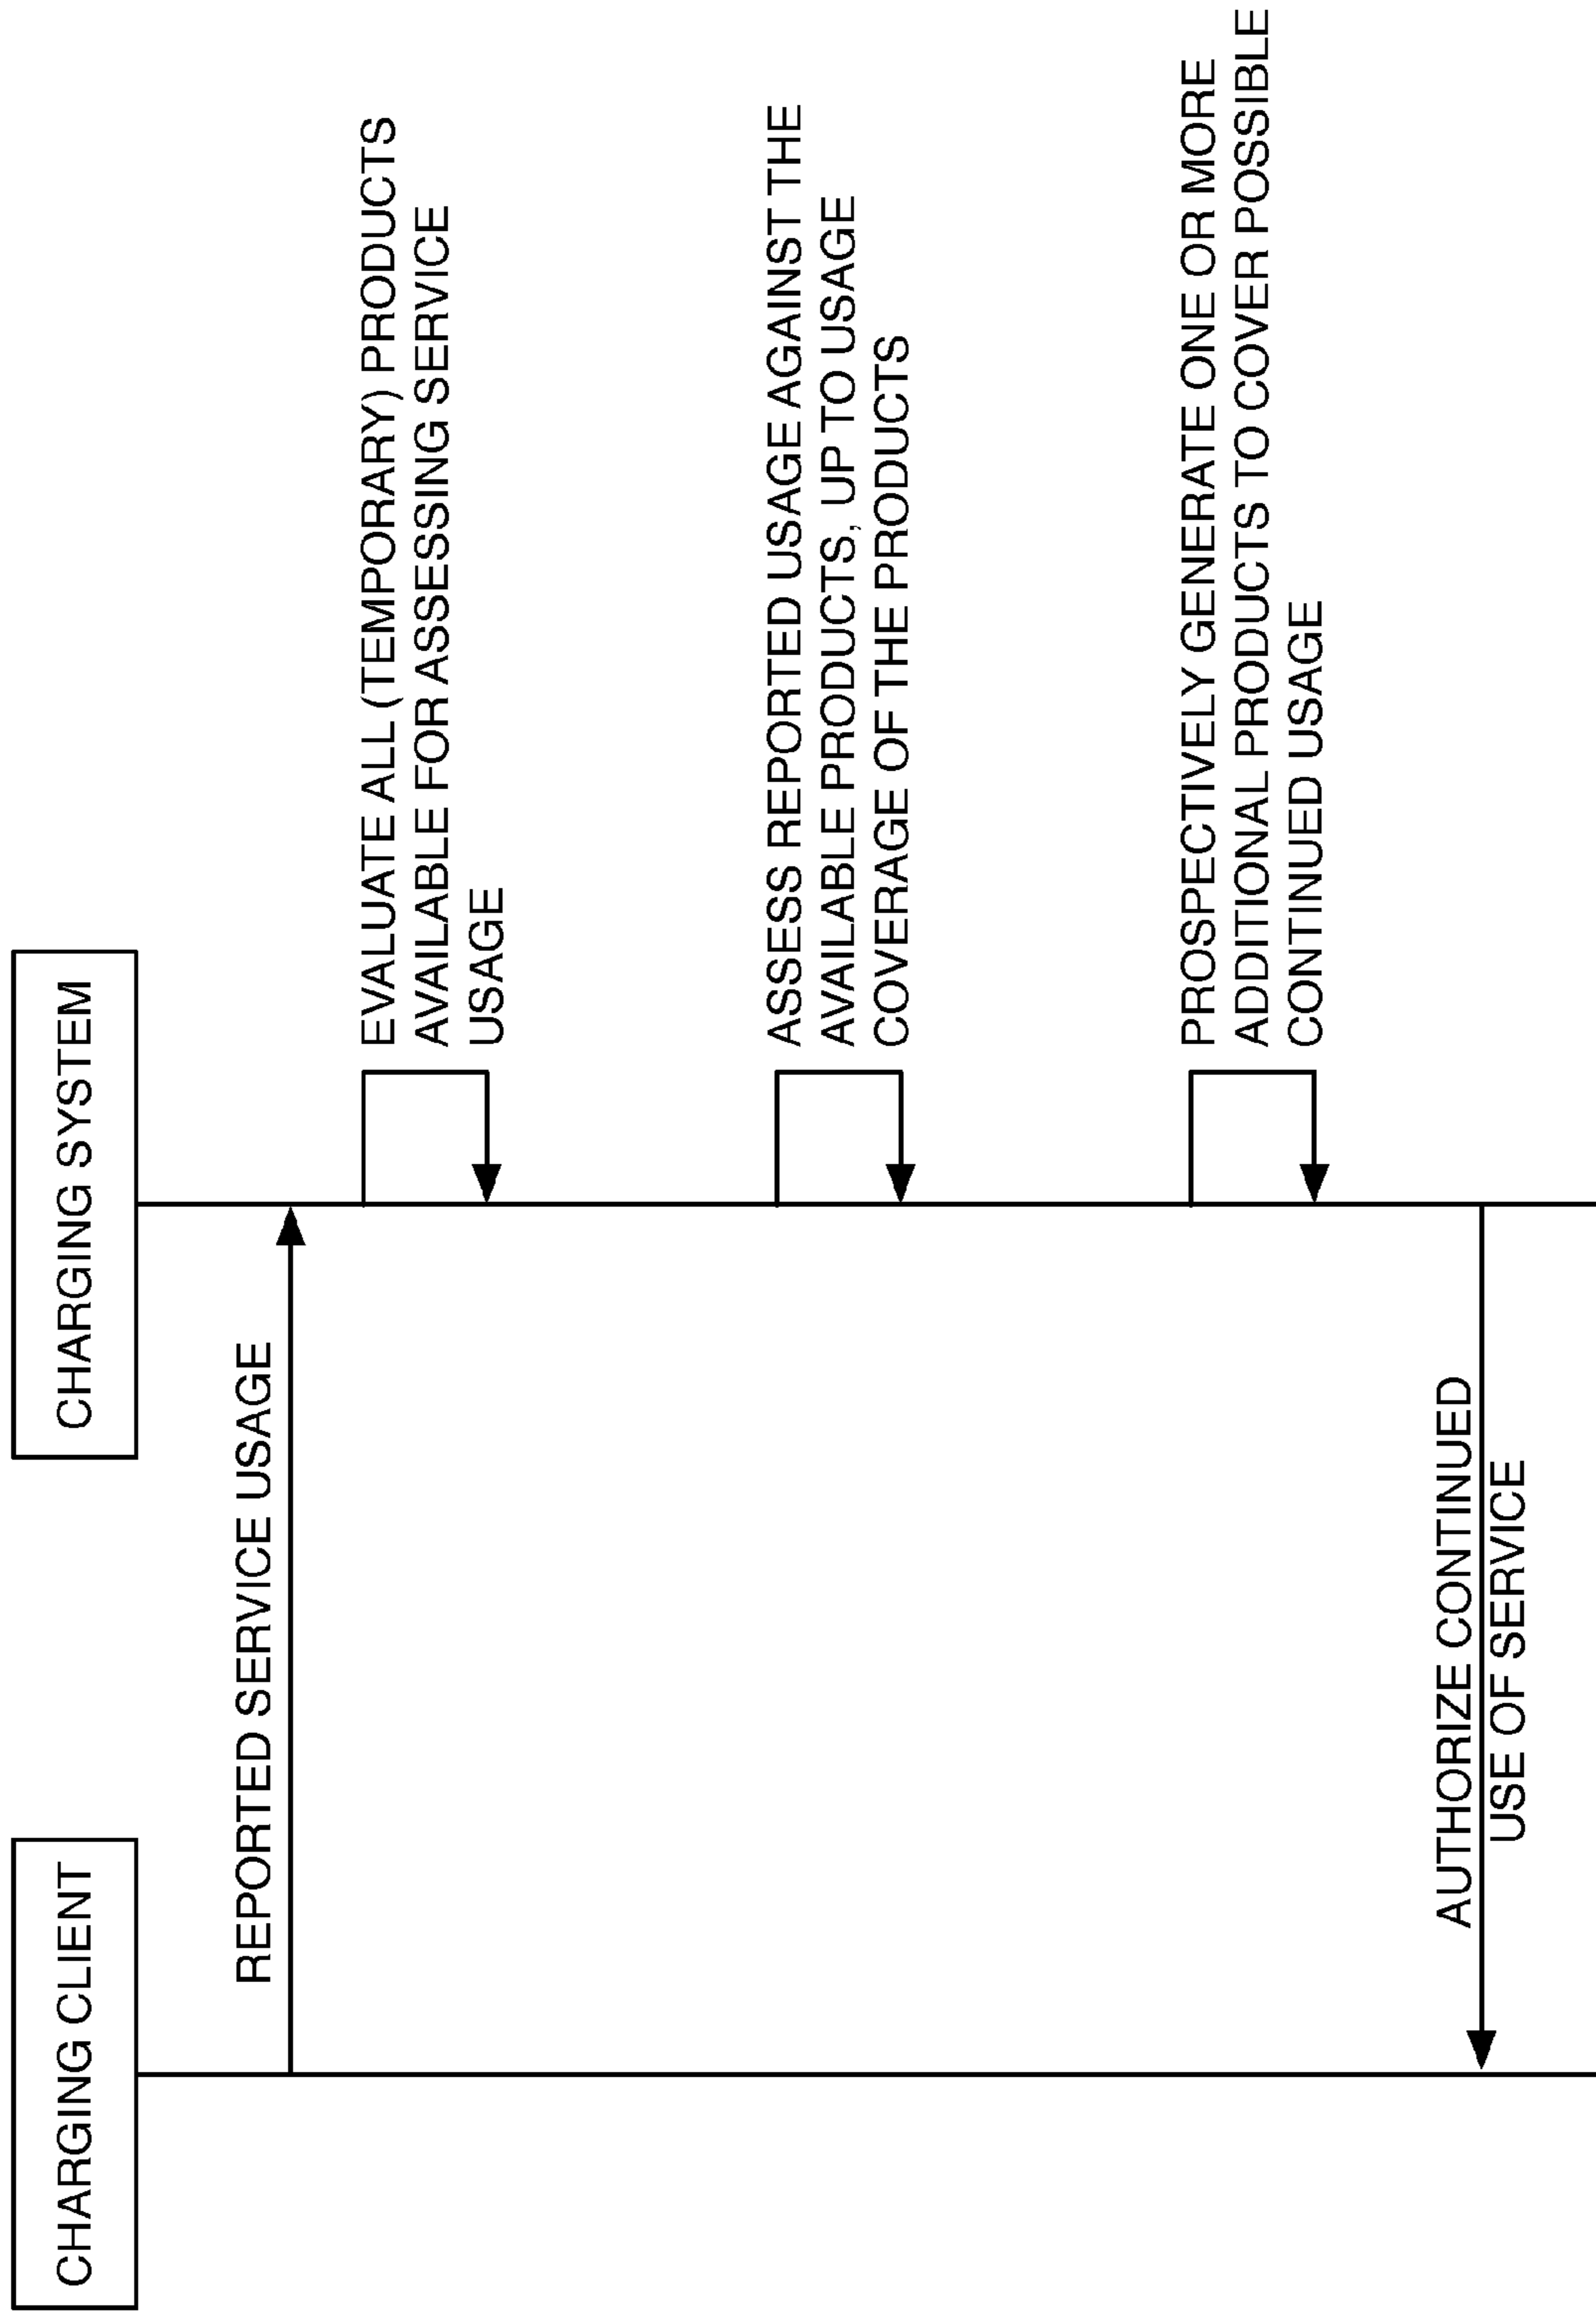 CHARGING CLIENT
CHARGING SYSTEM
REPORTED SERVICE USAGE
EVALUATE ALL (TEMPORARY) PRODUCTS
AVAILABLE FOR ASSESSING SERVICE
USAGE
ASSESS REPORTED USAGE AGAINST THE
AVAILABLE PRODUCTS, UP TO USAGE
COVERAGE OF THE PRODUCTS
PROSPECTIVELY GENERATE ONE OR MORE
ADDITIONAL PRODUCTS TO COVER POSSIBLE
CONTINUED USAGE
AUTHORIZE CONTINUED
USE OF SERVICE